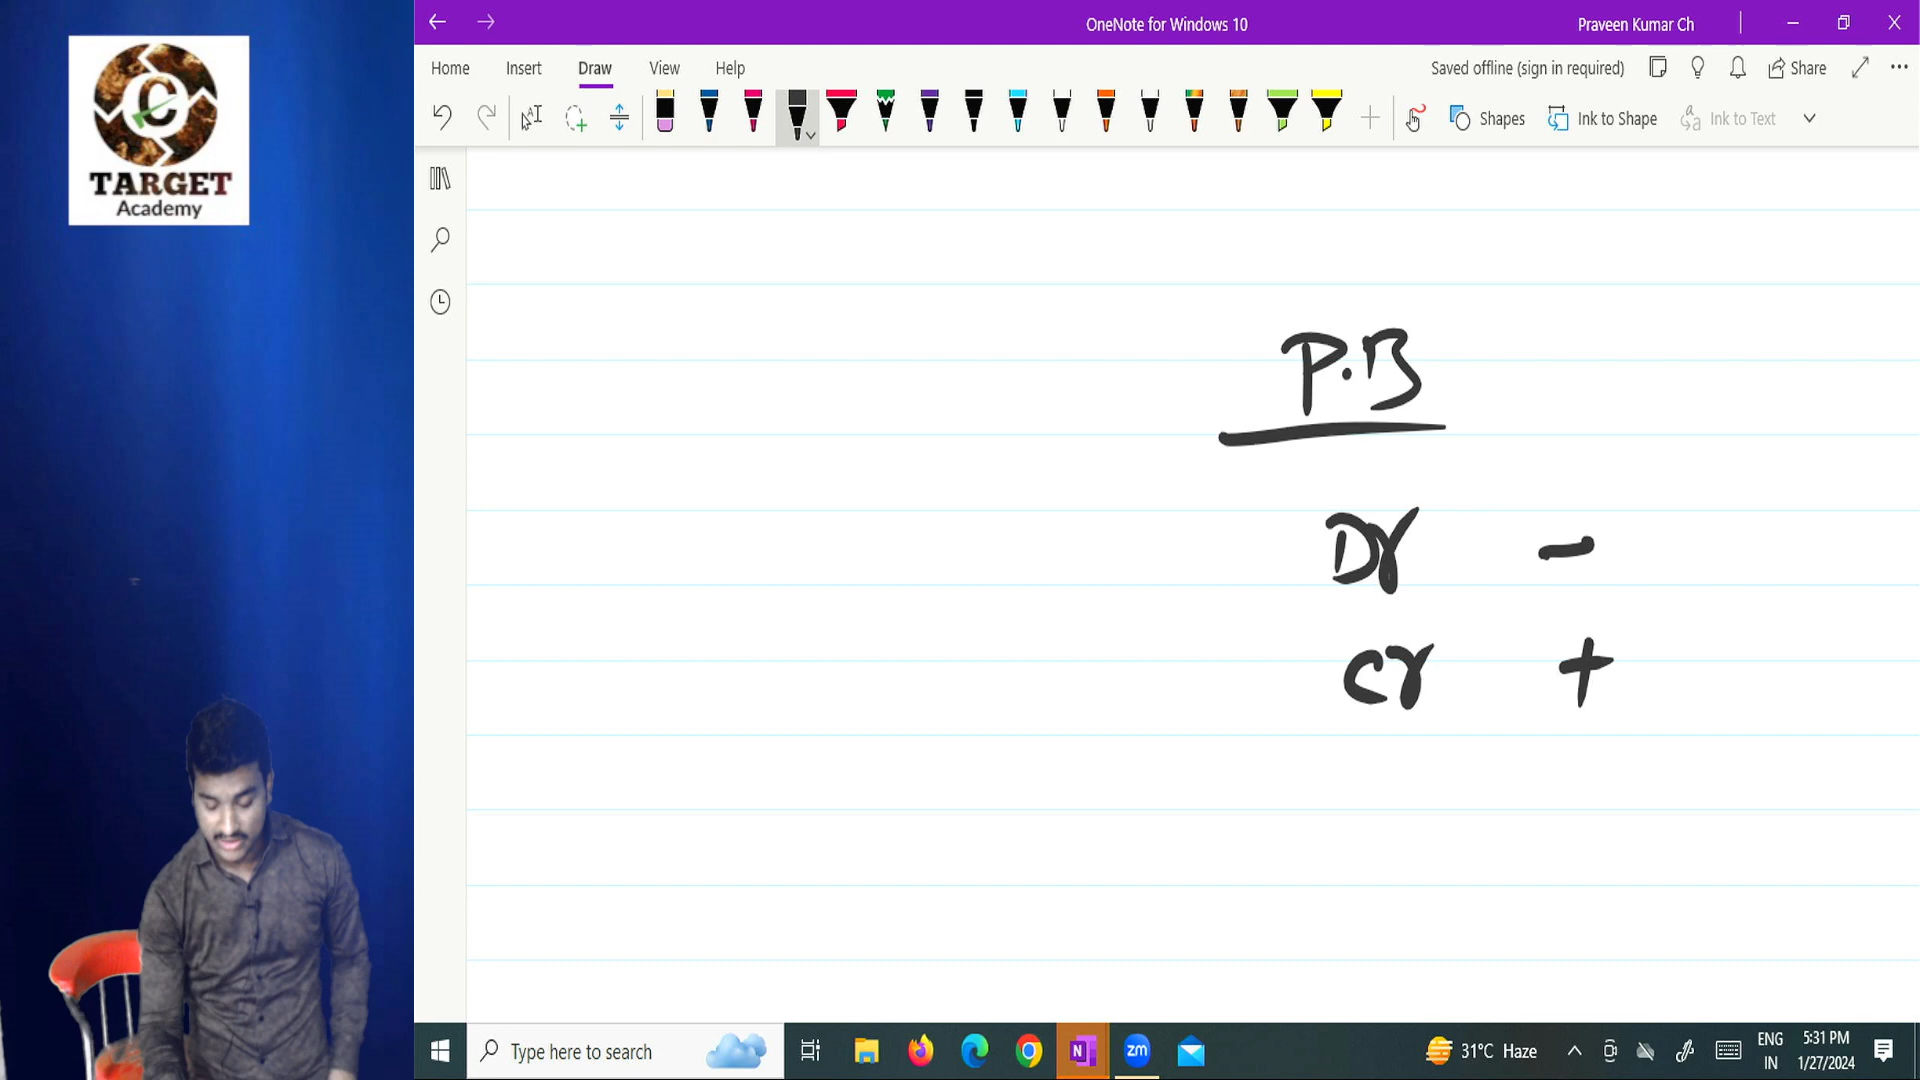 OneNote for Windows 10 Praveen Kumar Ch
C
TARGET
Academy
Home Insert Draw View Help Saved offline (sign in required) Share
Shapes Ink to Shape Ink to Text
P.B
Dr -
Cr +
Type here to search zm N 31°C Haze ENG IN 5:31 PM 1/27/2024